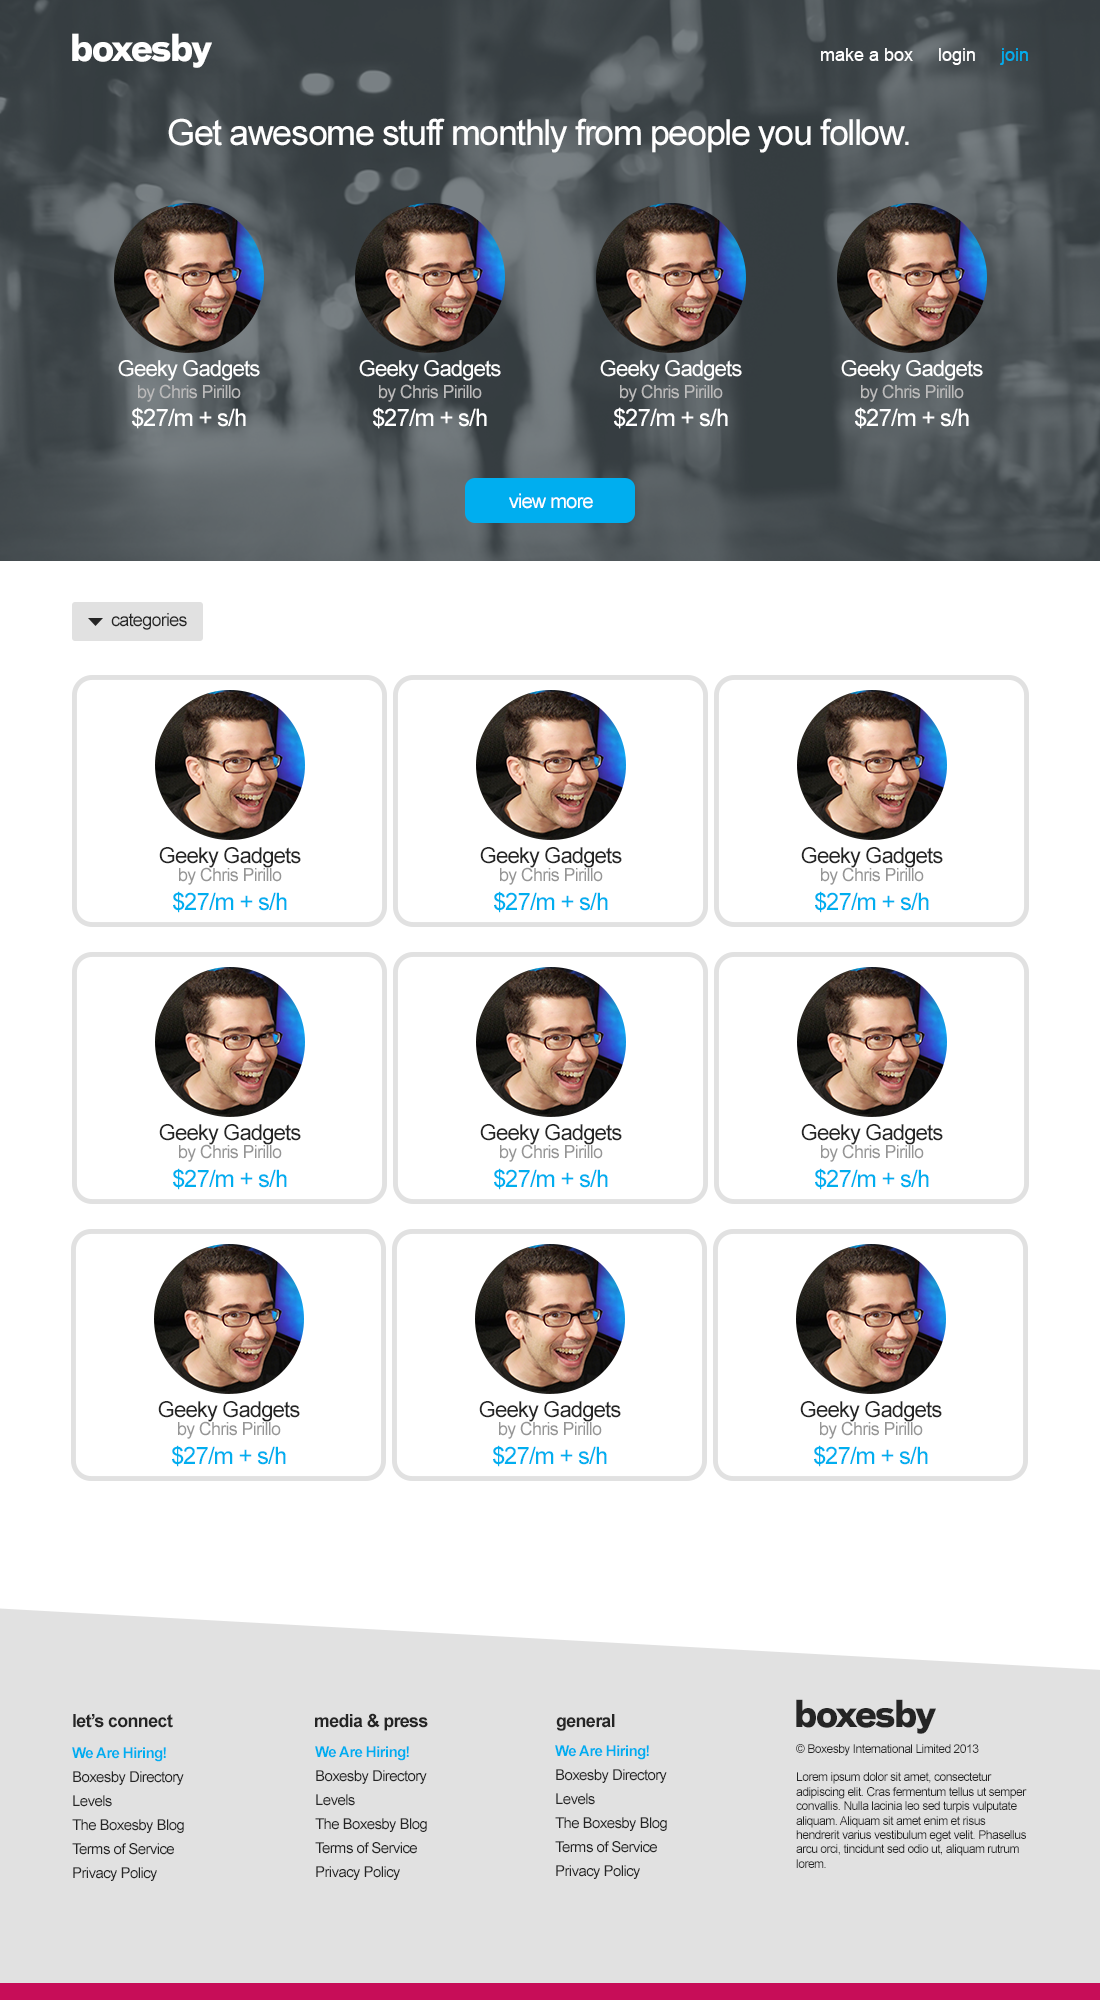 boxesby
make a box login join
Get awesome stuff monthly from people you follow.
Geeky Gadgets Geeky Gadgets Geeky Gadgets Geeky Gadgets
by Chris Pirillo by Chris Pirillo by Chris Pirillo by Chris Pirillo
$27/m + s/h $27/m + s/h $27/m + s/h $27/m + s/h
view more
categories
Geeky Gadgets Geeky Gadgets Geeky Gadgets
by Chris Pirillo by Chris Pirillo by Chris Pirillo
$27/m + s/h $27/m + s/h $27/m + s/h
Geeky Gadgets Geeky Gadgets Geeky Gadgets
by Chris Pirillo by Chris Pirillo by Chris Pirillo
$27/m + s/h $27/m + s/h $27/m + s/h
Geeky Gadgets Geeky Gadgets Geeky Gadgets
by Chris Pirillo by Chris Pirillo by Chris Pirillo
$27/m + s/h $27/m + s/h $27/m + s/h
let's connect
We Are Hiring!
Boxesby Directory
Levels
The Boxesby Blog
Terms of Service
Privacy Policy
media & press
We Are Hiring!
Boxesby Directory
Levels
The Boxesby Blog
Terms of Service
Privacy Policy
general
We Are Hiring!
Boxesby Directory
Levels
The Boxesby Blog
Terms of Service
Privacy Policy
boxesby
© Boxesby International Limited 2013
Lorem ipsum dolor sit amet, consectetur
adipiscing elit. Cras fermentum tellus ut semper
convallis. Nulla lacinia leo sed turpis vulputate
aliquam. Aliquam sit amet enim et risus
hendrerit varius vestibulum eget velit. Phasellus
arcu orci, tincidunt sed odio ut, aliquam rutrum
lorem.